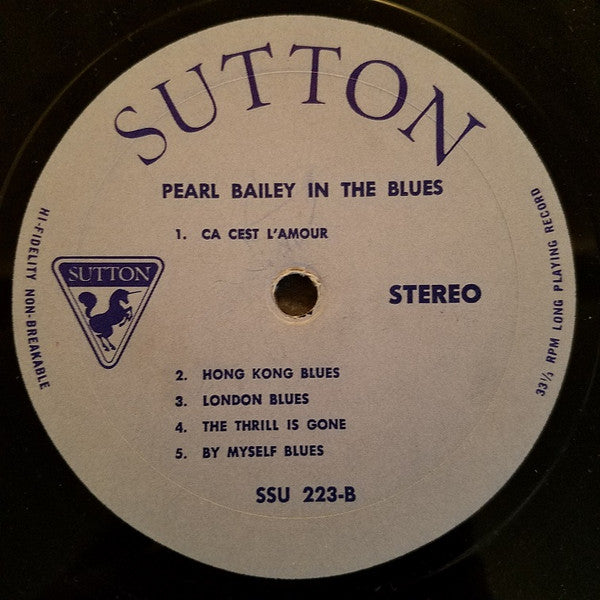 SUTTON
PEARL BAILEY IN THE BLUES
1. CA CEST L'AMOUR
HI-FIDELITY NON-BREAKABLE
SUTTON
STEREO
33⅓ RPM LONG PLAYING RECORD
2. HONG KONG BLUES
3. LONDON BLUES
4. THE THRILL IS GONE
5. BY MYSELF BLUES
SSU 223-B